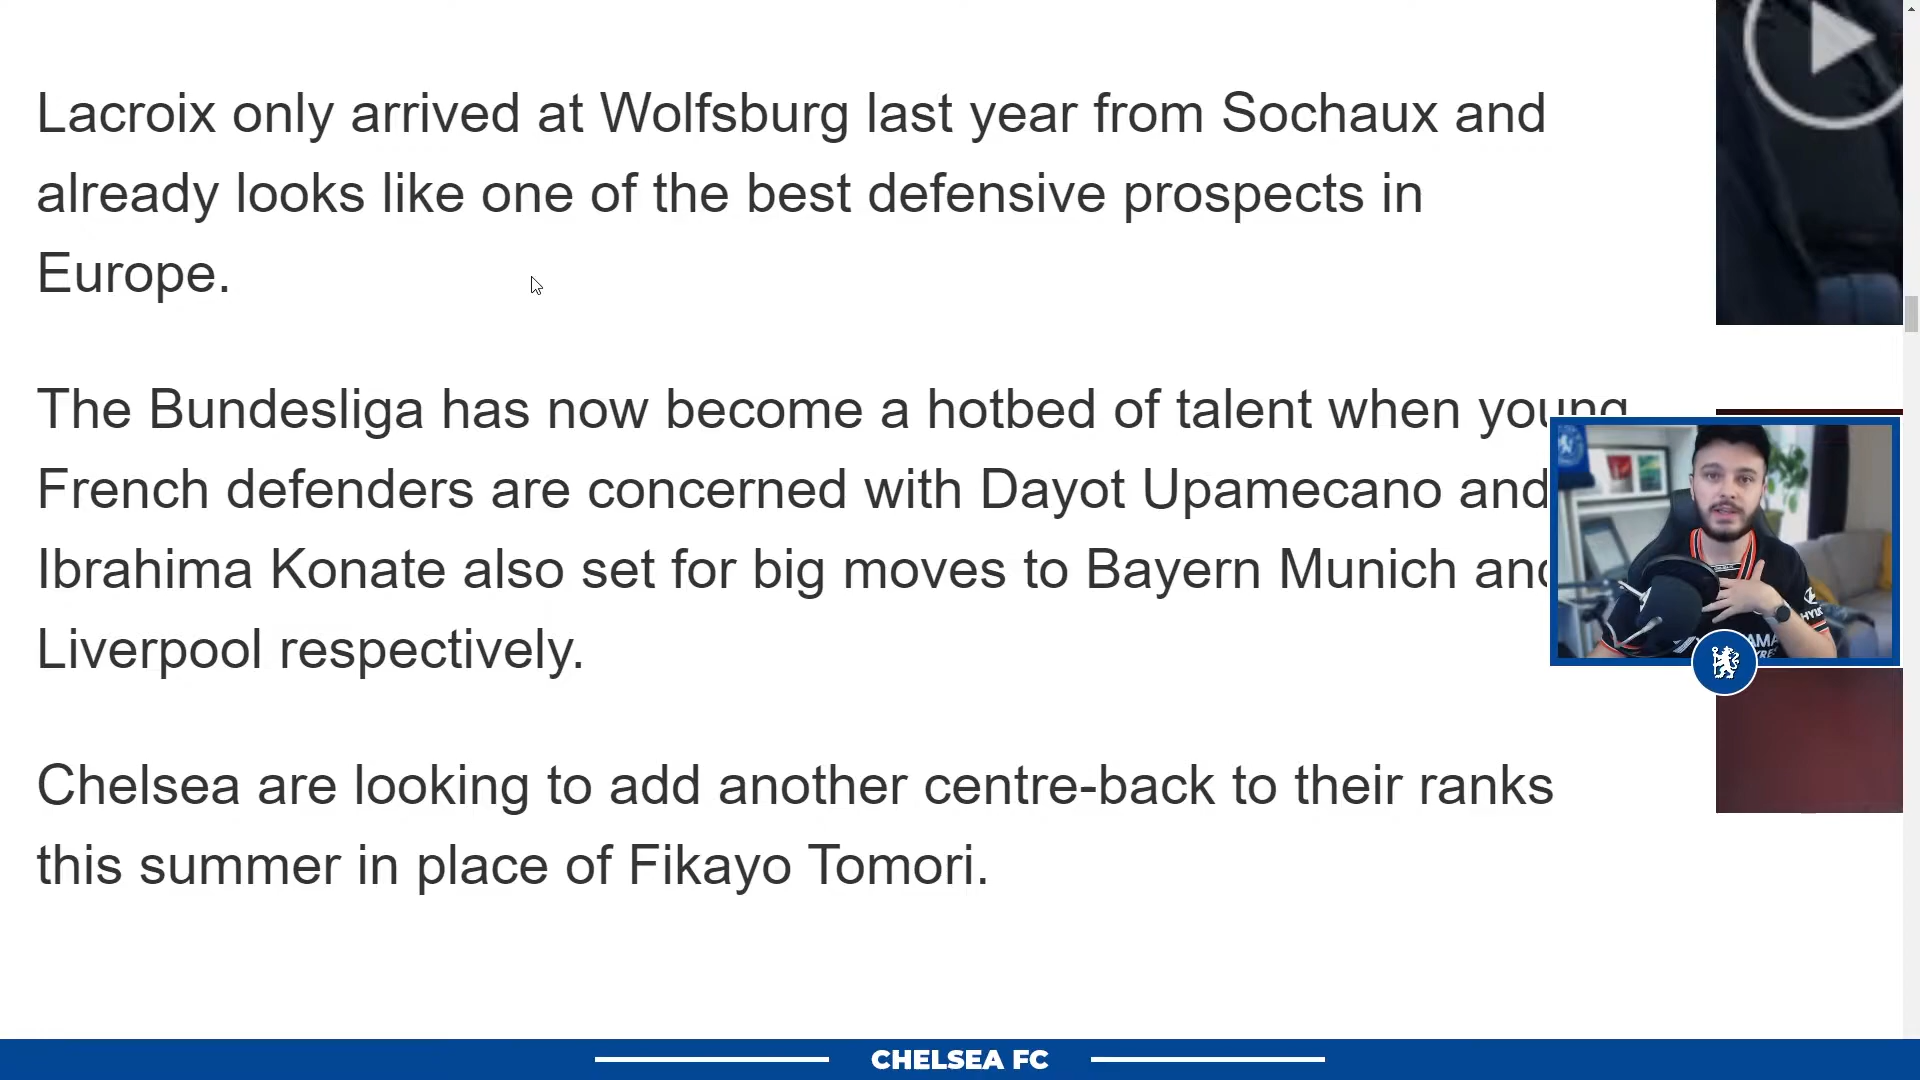 Lacroix only arrived at Wolfsburg last year from Sochaux and
already looks like one of the best defensive prospects in
Europe.
The Bundesliga has now become a hotbed of talent when young
French defenders are concerned with Dayot Upamecano and
Ibrahima Konate also set for big moves to Bayern Munich and
Liverpool respectively.
Chelsea are looking to add another centre-back to their ranks
this summer in place of Fikayo Tomori.
CHELSEA FC